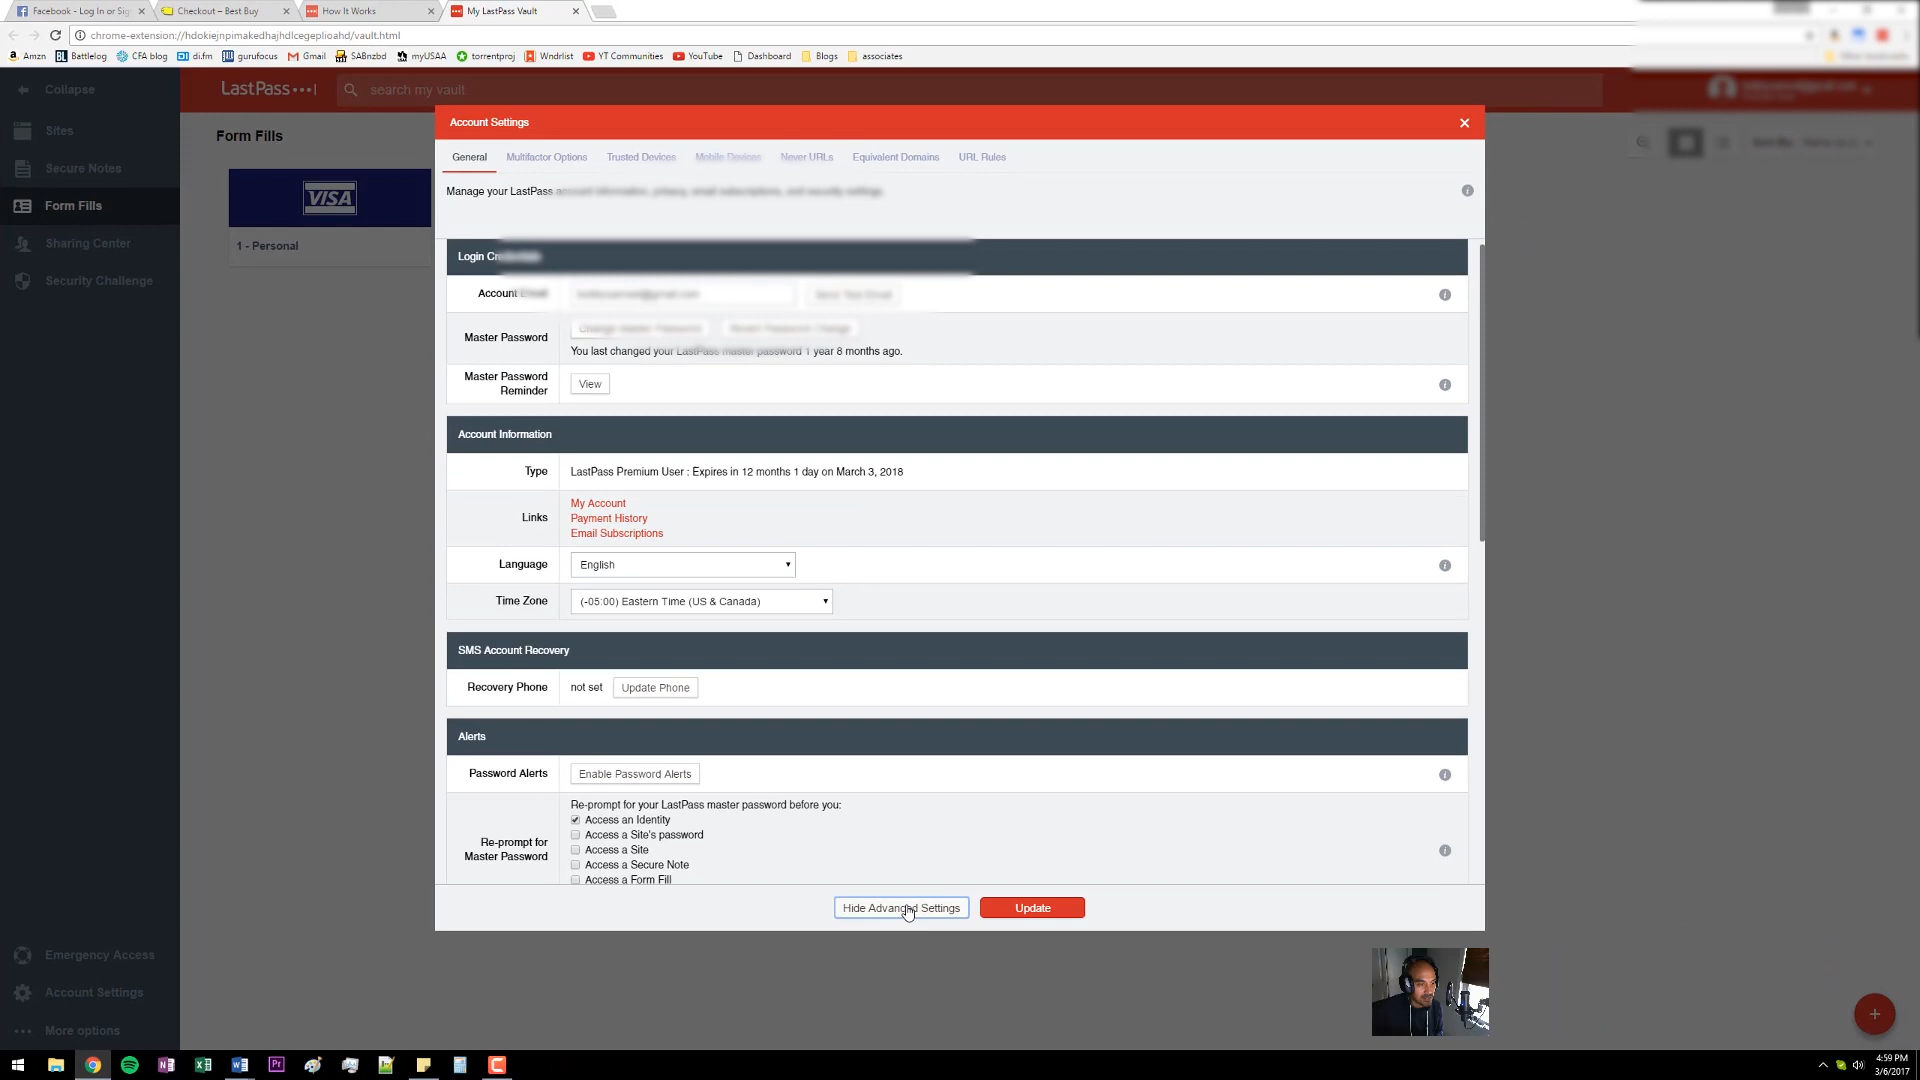 Facebook - Log In or Sig
Checkout – Best Buy
How It Works
My LastPass Vault
chrome-extension://hdokiejnpimakedhajhdlcegeplioahd/vault.html
Amzn
Battlelog
CFA blog
di.fm
gurufocus
Gmail
SABnzbd
myUSAA
torrentproj
Wndrlist
YT Communities
YouTube
Dashboard
Blogs
associates
Collapse
LastPass
search my vault
Sites
Secure Notes
Form Fills
Sharing Center
Security Challenge
Form Fills
VISA
1 - Personal
Account Settings
General
Multifactor Options
Trusted Devices
Mobile Devices
Never URLs
Equivalent Domains
URL Rules
Manage your LastPass
Login
Account
Master Password
You last changed your LastPass master password 1 year 8 months ago.
Master Password
Reminder
View
Account Information
Type
LastPass Premium User : Expires in 12 months 1 day on March 3, 2018
Links
My Account
Payment History
Email Subscriptions
Language
English
Time Zone
(-05:00) Eastern Time (US & Canada)
SMS Account Recovery
Recovery Phone
not set
Update Phone
Alerts
Password Alerts
Enable Password Alerts
Re-prompt for
Master Password
Re-prompt for your LastPass master password before you:
Access an Identity
Access a Site's password
Access a Site
Access a Secure Note
Access a Form Fill
Hide Advanced Settings
Update
Emergency Access
Account Settings
More options
4:59 PM
3/6/2017